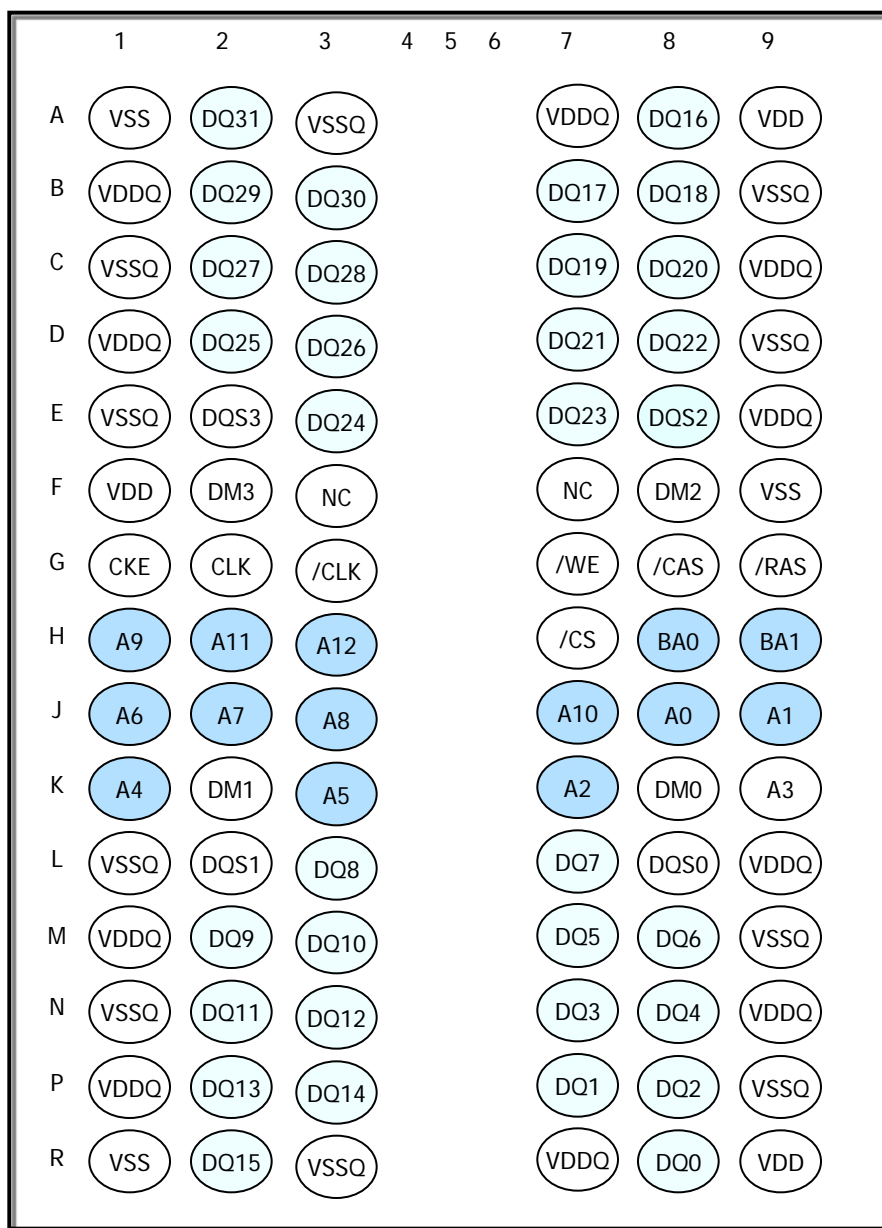 1 2 3 4 5 6 7 8 9
A VSS DQ31 VSSQ VDDQ DQ16 VDD
B VDDQ DQ29 DQ30 DQ17 DQ18 VSSQ
C VSSQ DQ27 DQ28 DQ19 DQ20 VDDQ
D VDDQ DQ25 DQ26 DQ21 DQ22 VSSQ
E VSSQ DQS3 DQ24 DQ23 DQS2 VDDQ
F VDD DM3 NC NC DM2 VSS
G CKE CLK /CLK /WE /CAS /RAS
H A9 A11 A12 /CS BA0 BA1
J A6 A7 A8 A10 A0 A1
K A4 DM1 A5 A2 DM0 A3
L VSSQ DQS1 DQ8 DQ7 DQS0 VDDQ
M VDDQ DQ9 DQ10 DQ5 DQ6 VSSQ
N VSSQ DQ11 DQ12 DQ3 DQ4 VDDQ
P VDDQ DQ13 DQ14 DQ1 DQ2 VSSQ
R VSS DQ15 VSSQ VDDQ DQ0 VDD